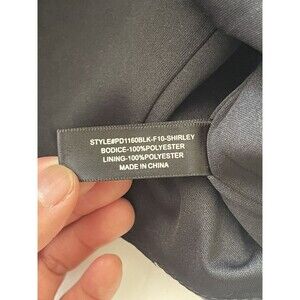 STYLE#PD1160BLK-F10-SHIRLEY
BODICE-100%POLYESTER
LINING-100%POLYESTER
MADE IN CHINA